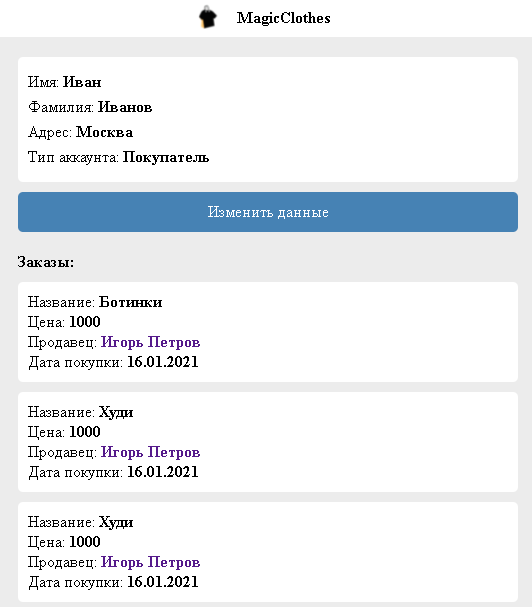 MagicClothes
Имя: Иван
Фамилия: Иванов
Адрес: Москва
Тип аккаунта: Покупатель
Изменить данные
Заказы:
Название: Ботинки
Цена: 1000
Продавец: Игорь Петров
Дата покупки: 16.01.2021
Название: Худи
Цена: 1000
Продавец: Игорь Петров
Дата покупки: 16.01.2021
Название: Худи
Цена: 1000
Продавец: Игорь Петров
Дата покупки: 16.01.2021